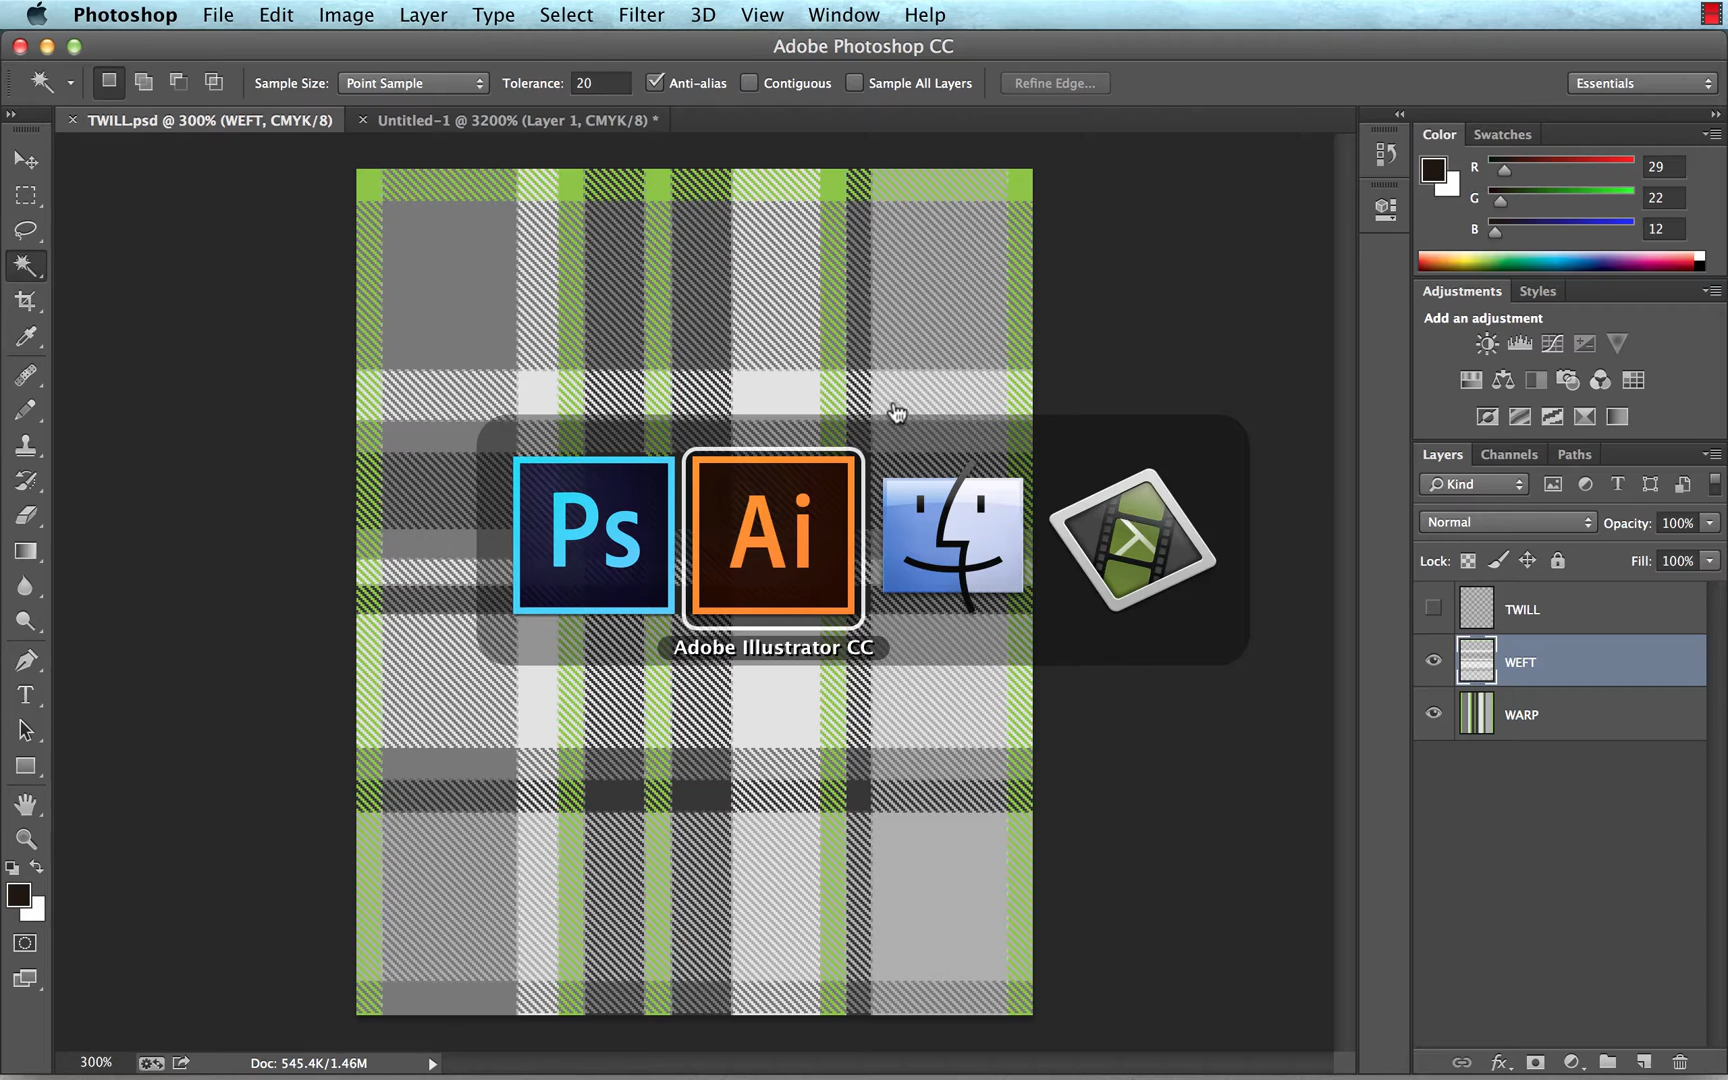 Photoshop File Edit Image Layer Type Select Filter 3D View Window Help
Adobe Photoshop CC
Sample Size: Point Sample Tolerance: 20 Anti-alias Contiguous Sample All Layers Refine Edge... Essentials
TWILL.psd @ 300% (WEFT, CMYK/8) Untitled-1 @ 3200% (Layer 1, CMYK/8) *
Color Swatches
R 29
G 22
B 12
Adjustments Styles
Add an adjustment
Layers Channels Paths
Kind
Normal Opacity: 100%
Lock: Fill: 100%
TWILL
WEFT
WARP
Ps Ai
Adobe Illustrator CC
300% Doc: 545.4K/1.46M